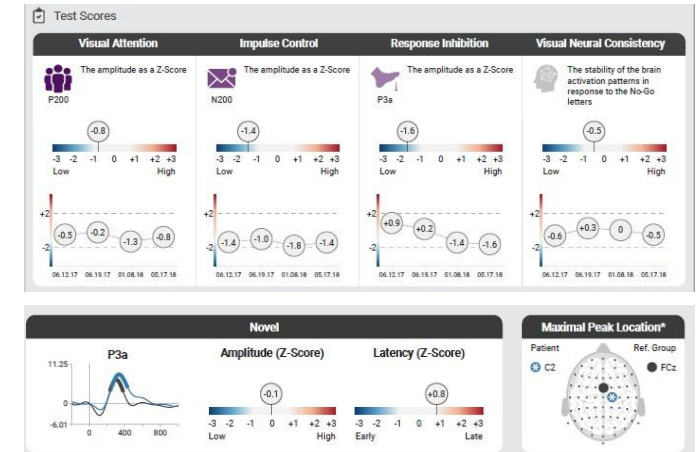 Test Scores
Visual Attention
The amplitude as a Z-Score
P200
-0.8
-3 -2 -1 0 +1 +2 +3
Low High
+2
-2
-0.5 -0.2 -1.3 -0.8
06.12.17 06.19.17 01.08.18 05.17.18
Impulse Control
The amplitude as a Z-Score
N200
-1.4
-3 -2 -1 0 +1 +2 +3
Low High
+2
-2
-1.4 -1.0 -1.8 -1.4
06.12.17 06.19.17 01.08.18 05.17.18
Response Inhibition
The amplitude as a Z-Score
P3a
-1.6
-3 -2 -1 0 +1 +2 +3
Low High
+2
-2
+0.9 +0.2 -1.4 -1.6
06.12.17 06.19.17 01.08.18 05.17.18
Visual Neural Consistency
The stability of the brain
activation patterns in
response to the No-Go
letters
-0.5
-3 -2 -1 0 +1 +2 +3
Low High
+2
-2
-0.6 +0.3 0 -0.5
06.12.17 06.19.17 01.08.18 05.17.18
Novel
P3a
11.25
0
-6.01
0 400 800
Amplitude (Z-Score)
-0.1
-3 -2 -1 0 +1 +2 +3
Low High
Latency (Z-Score)
+0.8
-3 -2 -1 0 +1 +2 +3
Early Late
Maximal Peak Location*
Patient Ref. Group
C2 FCz